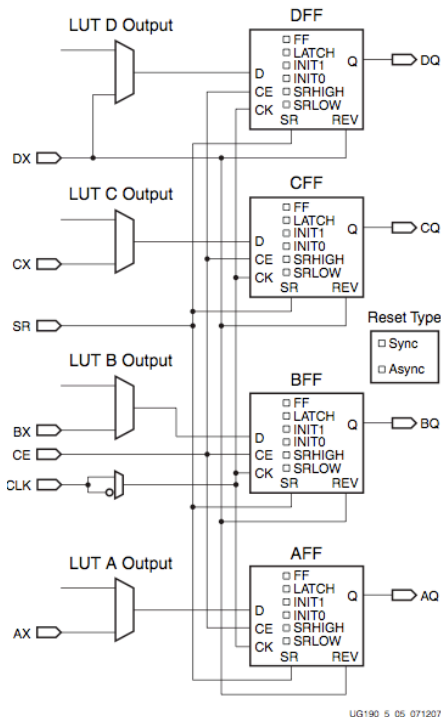 LUT D Output
DFF
□ FF
□ LATCH
□ INIT1
□ INIT0
□ SRHIGH
□ SRLOW
D
CE
CK
SR
REV
Q
DQ
DX
LUT C Output
CFF
□ FF
□ LATCH
□ INIT1
□ INIT0
□ SRHIGH
□ SRLOW
D
CE
CK
SR
REV
Q
CQ
CX
SR
Reset Type
□ Sync
□ Async
LUT B Output
BFF
□ FF
□ LATCH
□ INIT1
□ INIT0
□ SRHIGH
□ SRLOW
D
CE
CK
SR
REV
Q
BQ
BX
CE
CLK
LUT A Output
AFF
□ FF
□ LATCH
□ INIT1
□ INIT0
□ SRHIGH
□ SRLOW
D
CE
CK
SR
REV
Q
AQ
AX
UG190_5_05_071207